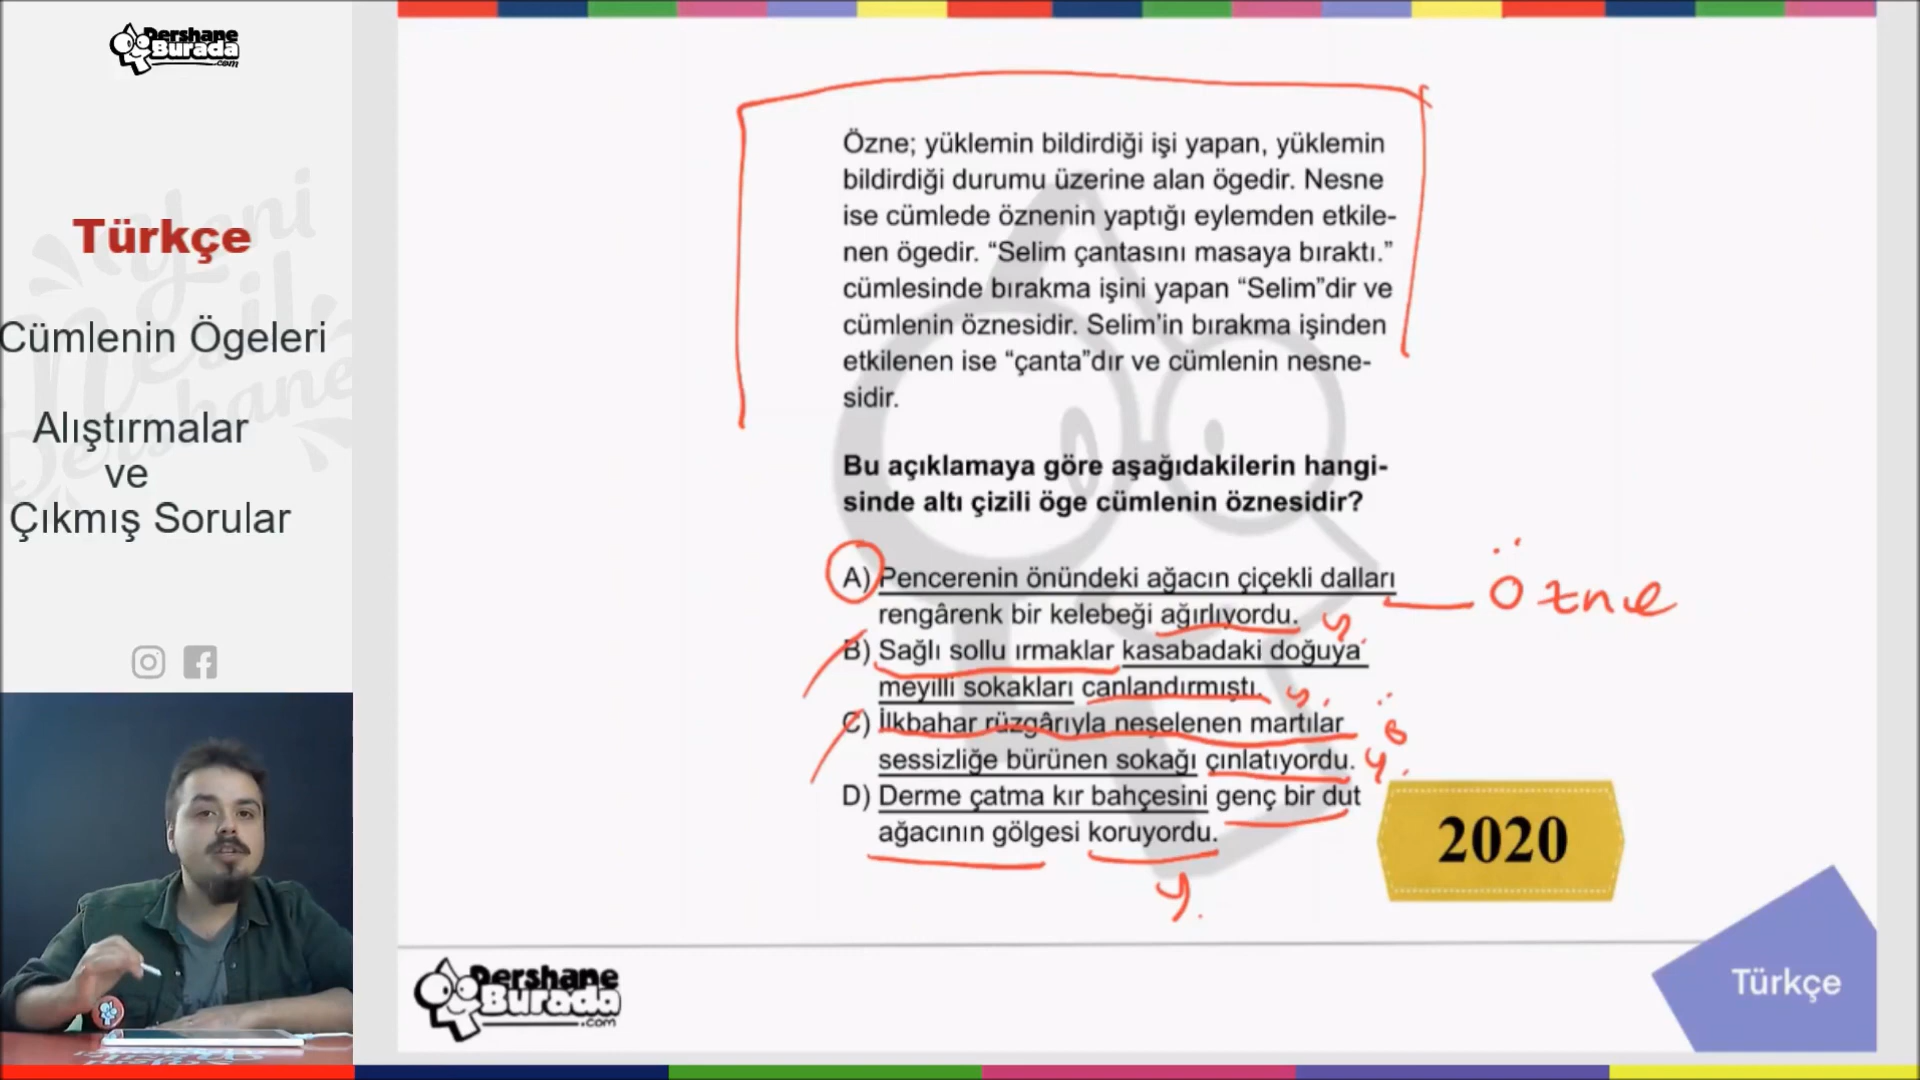 Dershane
Burada
.com
Türkçe
Cümlenin Ögeleri
Alıştırmalar
ve
Çıkmış Sorular
Özne; yüklemin bildirdiği işi yapan, yüklemin
bildirdiği durumu üzerine alan ögedir. Nesne
ise cümlede öznenin yaptığı eylemden etkile-
nen ögedir. “Selim çantasını masaya bıraktı.”
cümlesinde bırakma işini yapan “Selim”dir ve
cümlenin öznesidir. Selim’in bırakma işinden
etkilenen ise “çanta”dır ve cümlenin nesne-
sidir.
Bu açıklamaya göre aşağıdakilerin hangi-
sinde altı çizili öge cümlenin öznesidir?
A) Pencerenin önündeki ağacın çiçekli dalları
Özne
rengârenk bir kelebeği ağırlıyordu. y.
B) Sağlı sollu ırmaklar kasabadaki doğuya
meyilli sokakları canlandırmıştı. y.
C) İlkbahar rüzgârıyla neşelenen martılar ö
sessizliğe bürünen sokağı çınlatıyordu. y.
D) Derme çatma kır bahçesini genç bir dut
ağacının gölgesi koruyordu.
y.
2020
Dershane
Burada
.com
Türkçe
Yeni
Nesil
Dershane